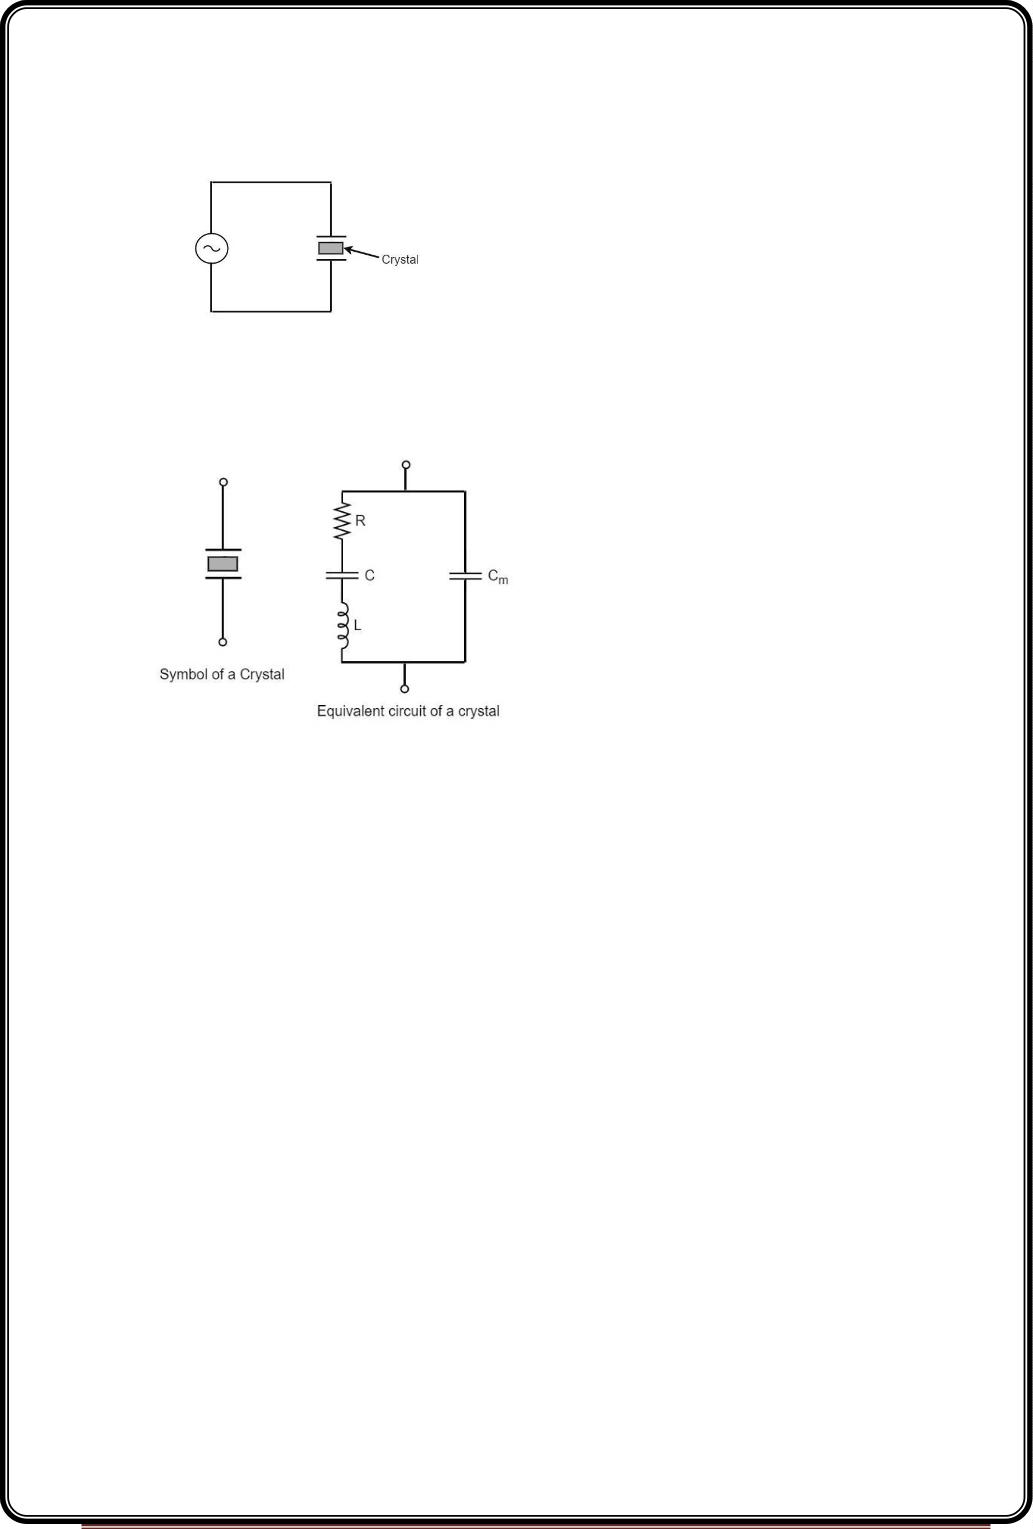 Crystal
R
C
Cm
L
Symbol of a Crystal
Equivalent circuit of a crystal